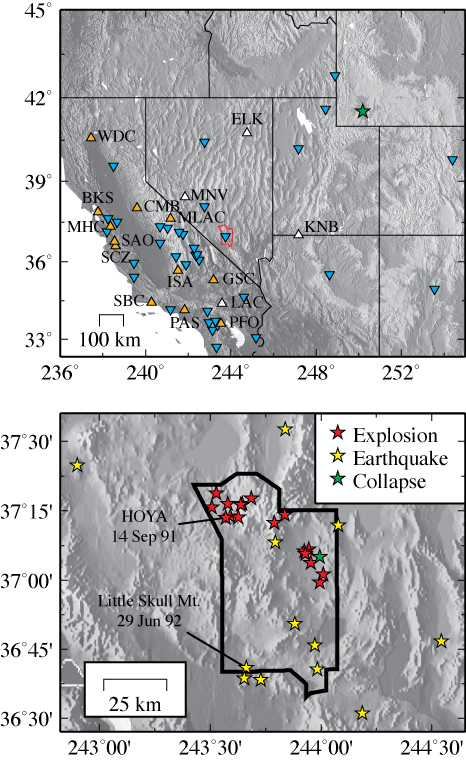 45°
42°
39°
36°
33°
ELK
WDC
MNV
BKS
CMB
MLAC
MHC
SAO
KNB
SCZ
ISA
GSC
SBC
LAC
PAS
PFO
100 km
236°
240°
244°
248°
252°
37°30'
37°15'
37°00'
36°45'
36°30'
Explosion
Earthquake
Collapse
HOYA
14 Sep 91
Little Skull Mt.
29 Jun 92
25 km
243°00'
243°30'
244°00'
244°30'